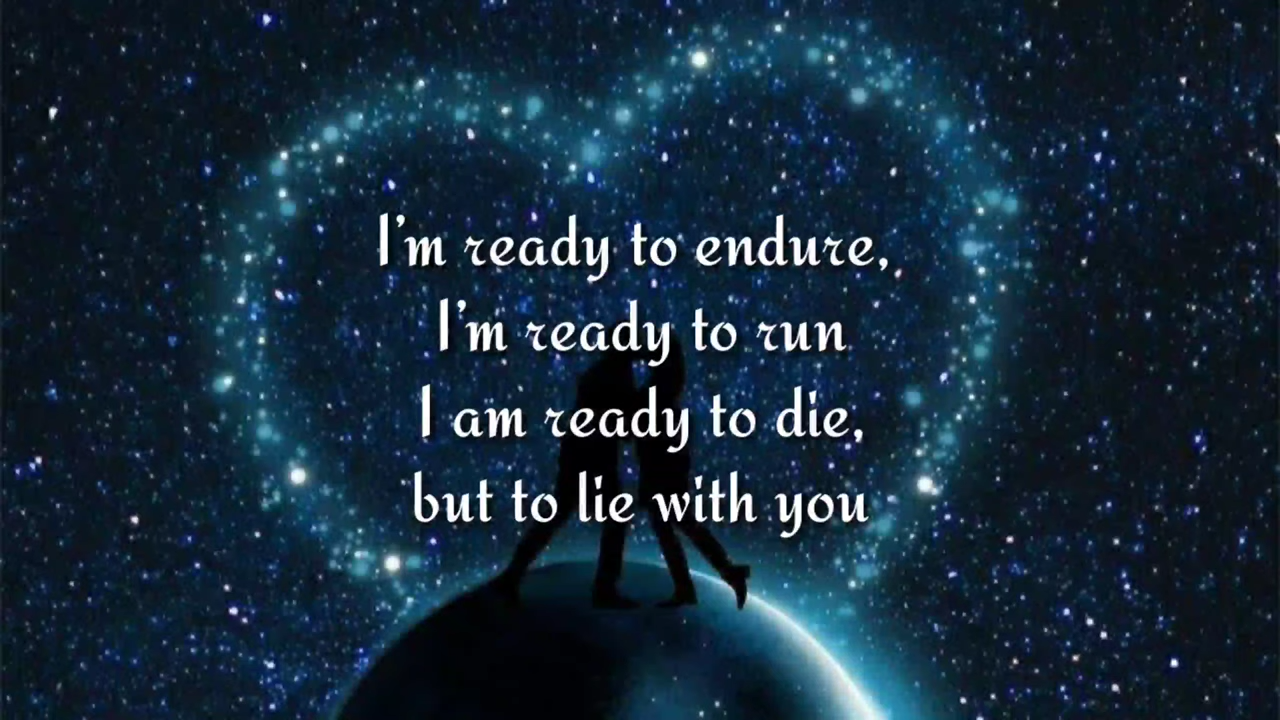 I'm ready to endure,
I'm ready to run
I am ready to die,
but to lie with you